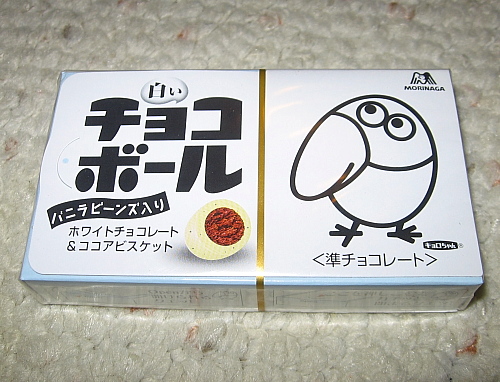 白い
チョコ
ボール
バニラビーンズ入り
ホワイトチョコレート
&ココアビスケット
MORINAGA
キョロちゃん®
<準チョコレート>